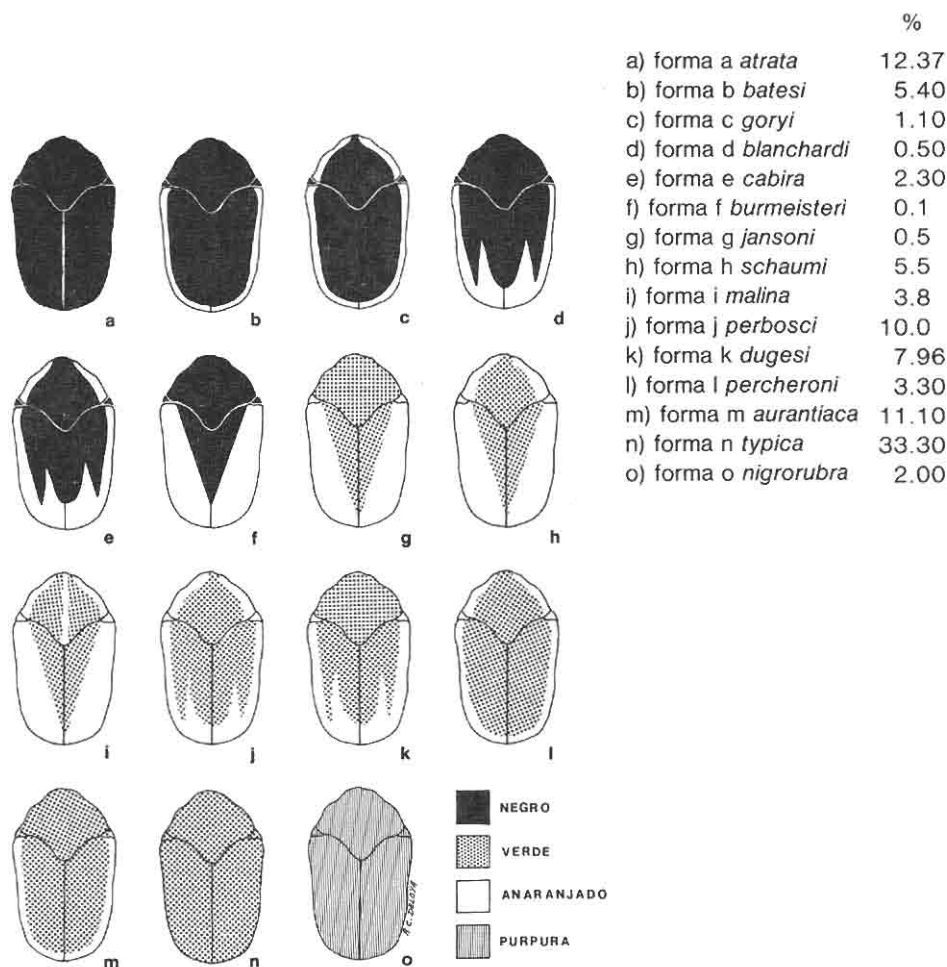 %
a) forma a atrata 12.37
b) forma b batesi 5.40
c) forma c goryi 1.10
d) forma d blanchardi 0.50
e) forma e cabira 2.30
f) forma f burmeisteri 0.1
g) forma g jansoni 0.5
h) forma h schaumi 5.5
i) forma i malina 3.8
j) forma j perbosci 10.0
k) forma k dugesi 7.96
l) forma l percheroni 3.30
m) forma m aurantiaca 11.10
n) forma n typica 33.30
o) forma o nigrorubra 2.00
a b c d
e f g h
i j k l
m n o
NEGRO
VERDE
ANARANJADO
PURPURA